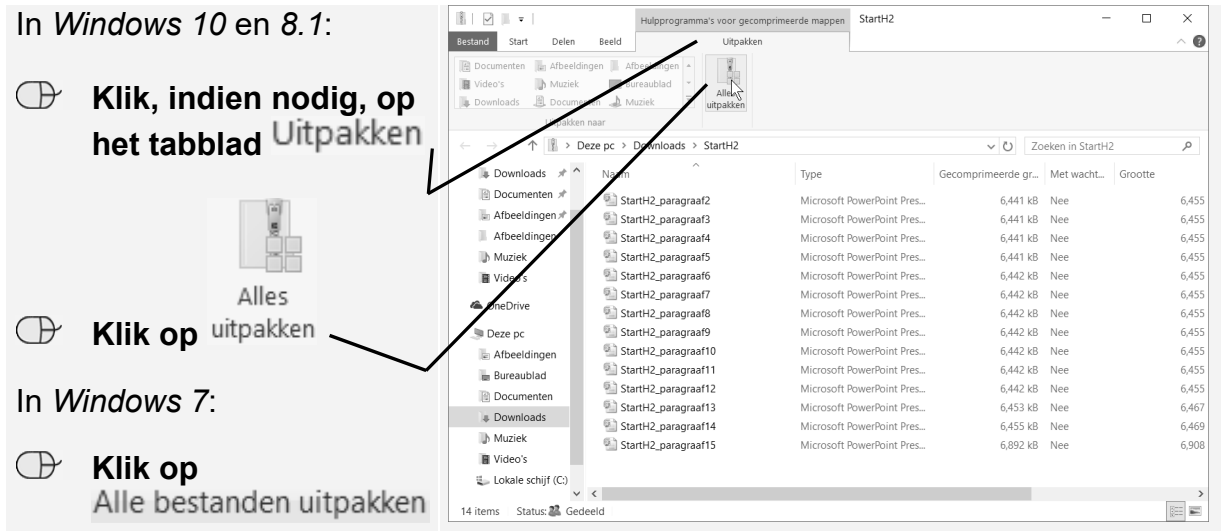 In Windows 10 en 8.1:
Klik, indien nodig, op
het tabblad Uitpakken
Alles
uitpakken
Klik op
In Windows 7:
Klik op
Alle bestanden uitpakken
Hulpprogramma's voor gecomprimeerde mappen StartH2
Bestand Start Delen Beeld Uitpakken
Documenten Afbeeldingen Afbeeldingen
Video's Muziek Bureaublad
Downloads Documenten Muziek
Alles
uitpakken
Uitpakken naar
Deze pc > Downloads > StartH2
Zoeken in StartH2
Naam Type Gecomprimeerde gr... Met wacht... Grootte
Downloads
Documenten
Afbeeldingen
Afbeeldingen
Muziek
Video's
OneDrive
Deze pc
Afbeeldingen
Bureaublad
Documenten
Downloads
Muziek
Video's
Lokale schijf (C:)
StartH2_paragraaf2 Microsoft PowerPoint Pres... 6,441 kB Nee 6,455
StartH2_paragraaf3 Microsoft PowerPoint Pres... 6,441 kB Nee 6,455
StartH2_paragraaf4 Microsoft PowerPoint Pres... 6,441 kB Nee 6,455
StartH2_paragraaf5 Microsoft PowerPoint Pres... 6,441 kB Nee 6,455
StartH2_paragraaf6 Microsoft PowerPoint Pres... 6,442 kB Nee 6,455
StartH2_paragraaf7 Microsoft PowerPoint Pres... 6,442 kB Nee 6,455
StartH2_paragraaf8 Microsoft PowerPoint Pres... 6,442 kB Nee 6,455
StartH2_paragraaf9 Microsoft PowerPoint Pres... 6,442 kB Nee 6,455
StartH2_paragraaf10 Microsoft PowerPoint Pres... 6,442 kB Nee 6,455
StartH2_paragraaf11 Microsoft PowerPoint Pres... 6,442 kB Nee 6,455
StartH2_paragraaf12 Microsoft PowerPoint Pres... 6,442 kB Nee 6,455
StartH2_paragraaf13 Microsoft PowerPoint Pres... 6,453 kB Nee 6,467
StartH2_paragraaf14 Microsoft PowerPoint Pres... 6,455 kB Nee 6,469
StartH2_paragraaf15 Microsoft PowerPoint Pres... 6,892 kB Nee 6,908
14 items Status: Gedeeld